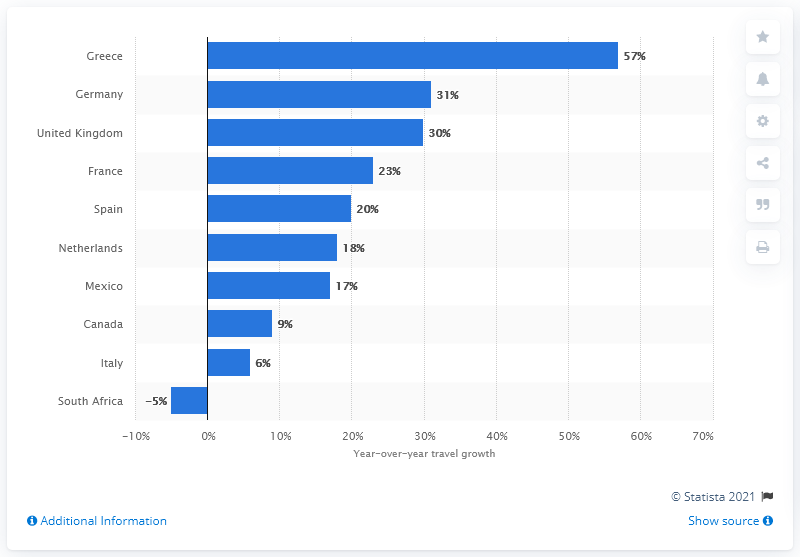 Greece 57%
Germany 31%
United Kingdom 30%
France 23%
Spain 20%
Netherlands 18%
Mexico 17%
Canada 9%
Italy 6%
South Africa -5%
-10% 0% 10% 20% 30% 40% 50% 60% 70%
Year-over-year travel growth
© Statista 2021
Additional Information Show source